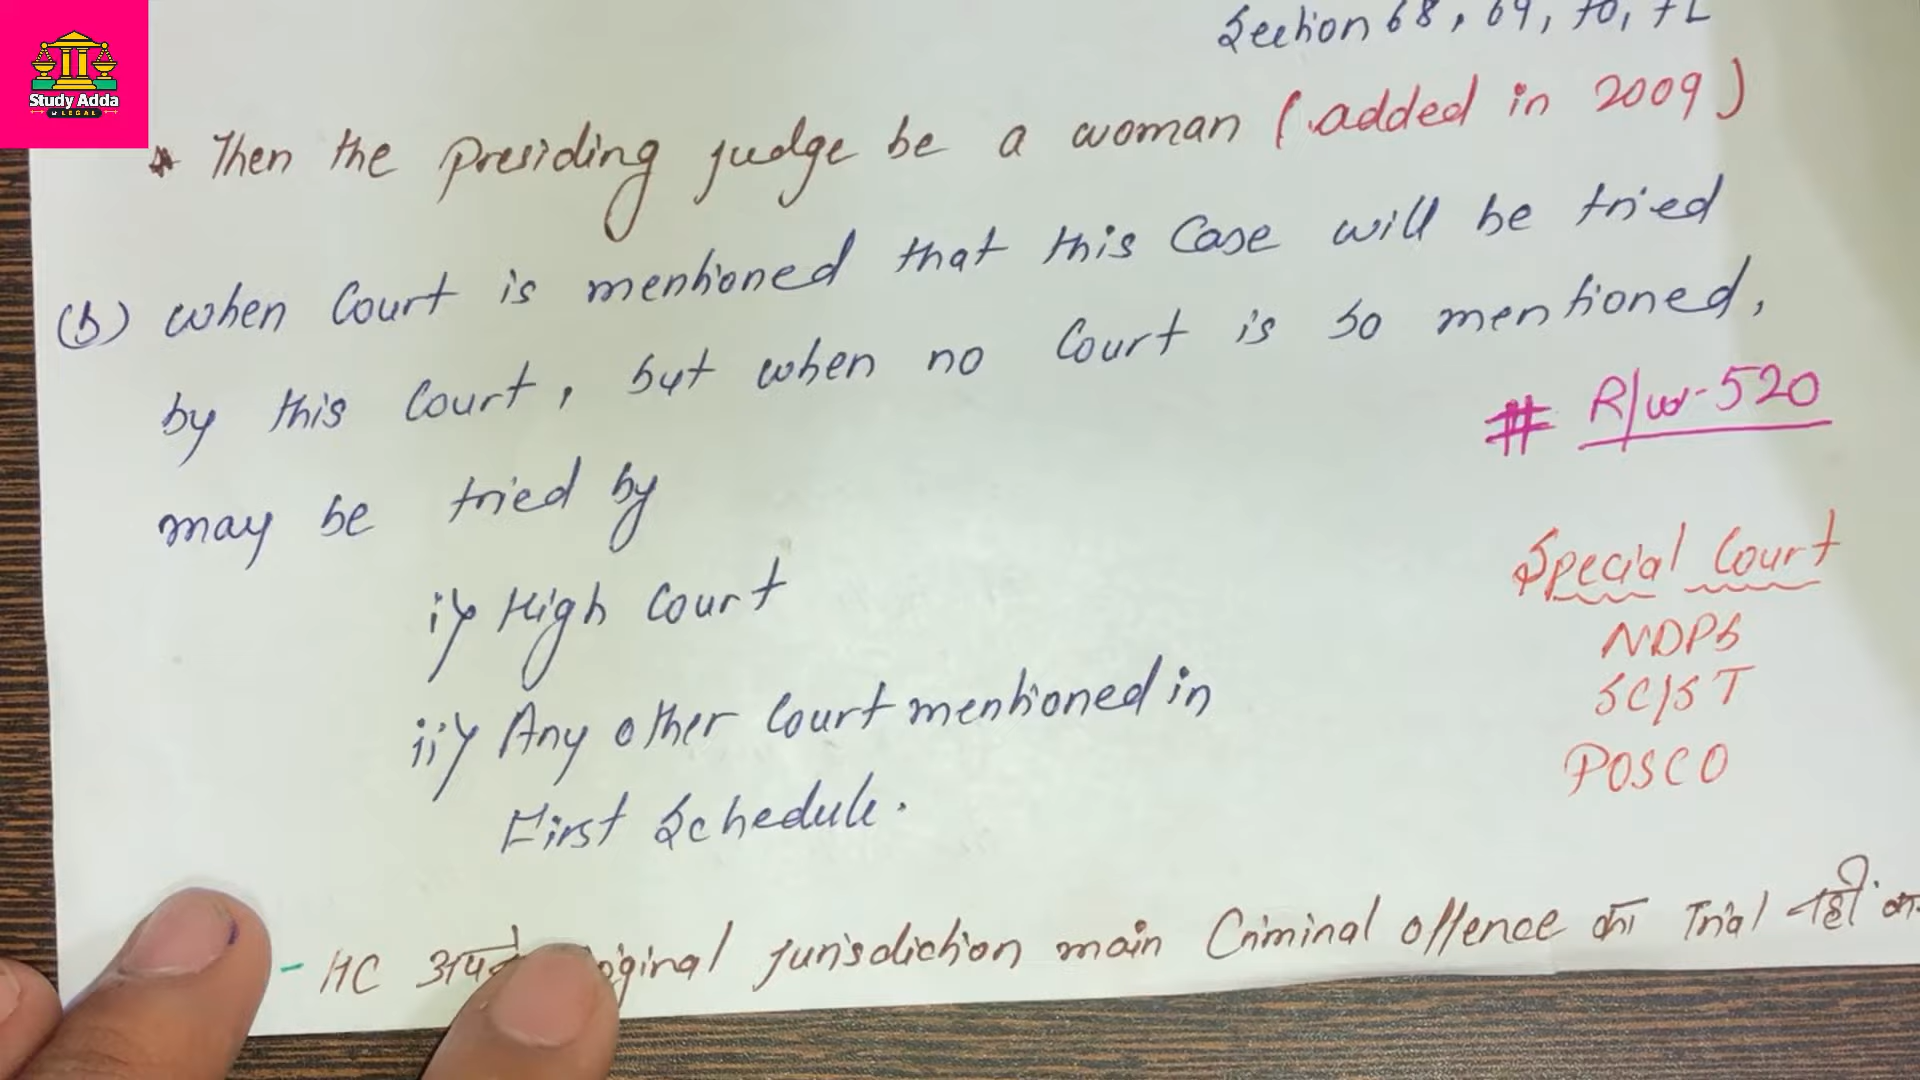 Study Adda
LEGAL
Section 68, 69, 70, 71
* Then the presiding judge be a woman (added in 2009)
(b) when Court is mentioned that this Case will be tried
by this Court, but when no Court is so mentioned,
# R/w-520
may be tried by
i) High Court
ii) Any other Court mentioned in
First Schedule.
Special Court
NDPS
SC/ST
POSCO
- HC अपने original jurisdiction main Criminal offence का Trial नहीं